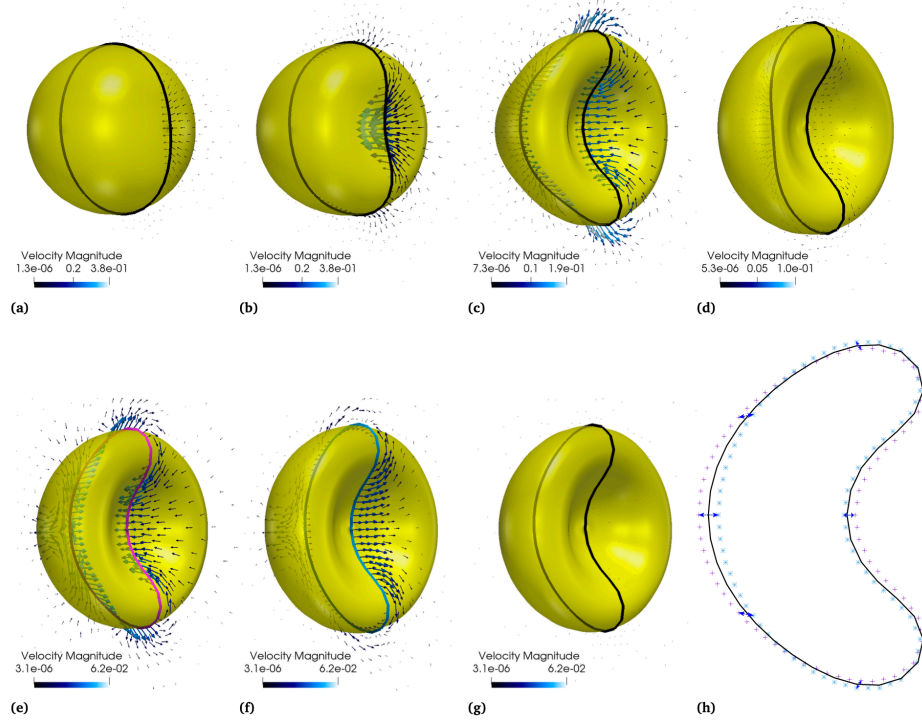 Velocity Magnitude
1.3e-06 0.2 3.8e-01
(a)
Velocity Magnitude
1.3e-06 0.2 3.8e-01
(b)
Velocity Magnitude
7.3e-06 0.1 1.9e-01
(c)
Velocity Magnitude
5.3e-06 0.05 1.0e-01
(d)
Velocity Magnitude
3.1e-06 6.2e-02
(e)
Velocity Magnitude
3.1e-06 6.2e-02
(f)
Velocity Magnitude
3.1e-06 6.2e-02
(g)
(h)